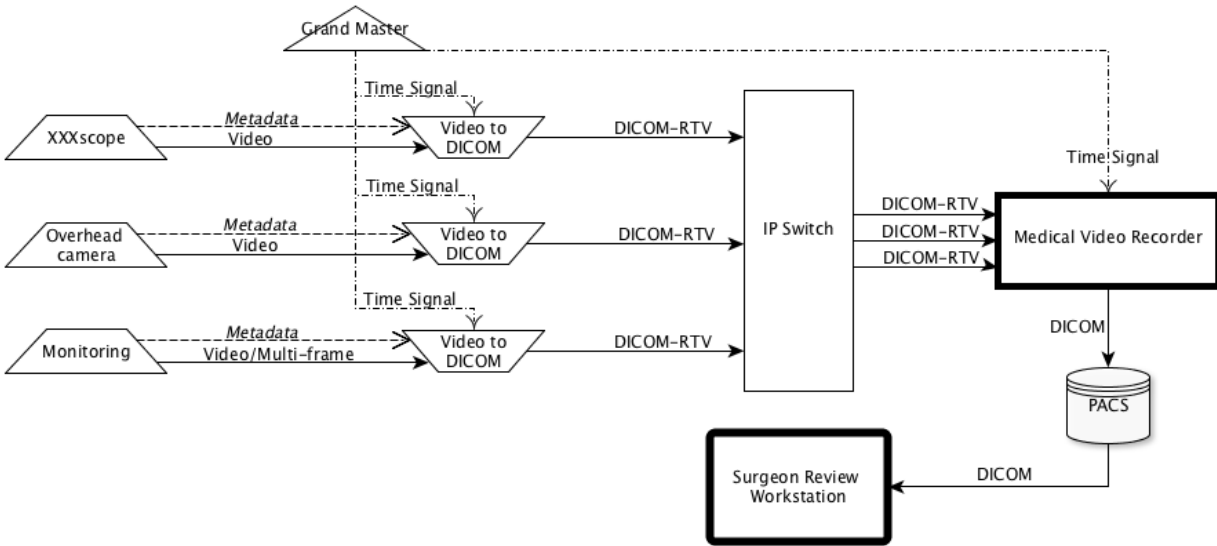 Grand Master
Time Signal
XXXscope
Metadata
Video
Video to
DICOM
DICOM-RTV
Time Signal
Time Signal
Overhead
camera
Metadata
Video
Video to
DICOM
DICOM-RTV
IP Switch
DICOM-RTV
DICOM-RTV
DICOM-RTV
Medical Video Recorder
Time Signal
Monitoring
Metadata
Video/Multi-frame
Video to
DICOM
DICOM-RTV
DICOM
PACS
DICOM
Surgeon Review
Workstation